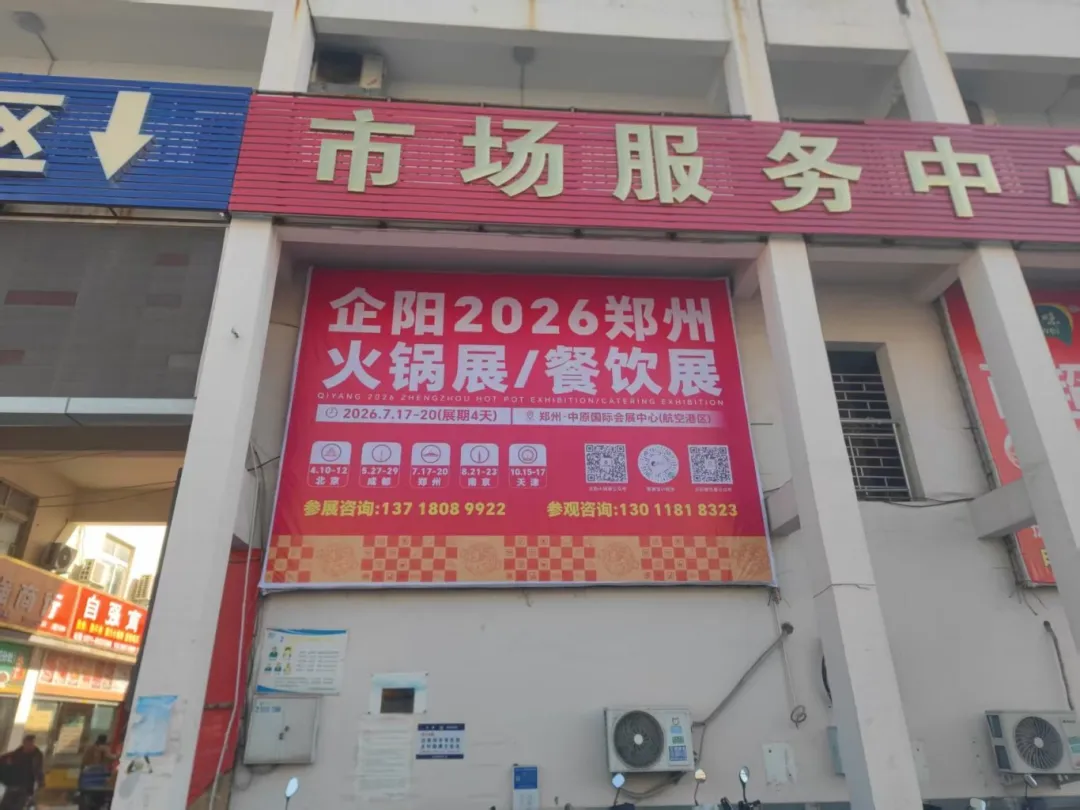 区
市场服务中心
企阳2026郑州
火锅展/餐饮展
QIYANG 2026 ZHENGZHOU HOT POT EXHIBITION/CATERING EXHIBITION
2026.7.17-20(展期4天) 郑州·中原国际会展中心(航空港区)
4.10-12 5.27-29 7.17-20 8.21-23 10.15-17
北京 成都 郑州 南京 天津
参展咨询:137 1808 9922 参观咨询:130 1181 8323
自强